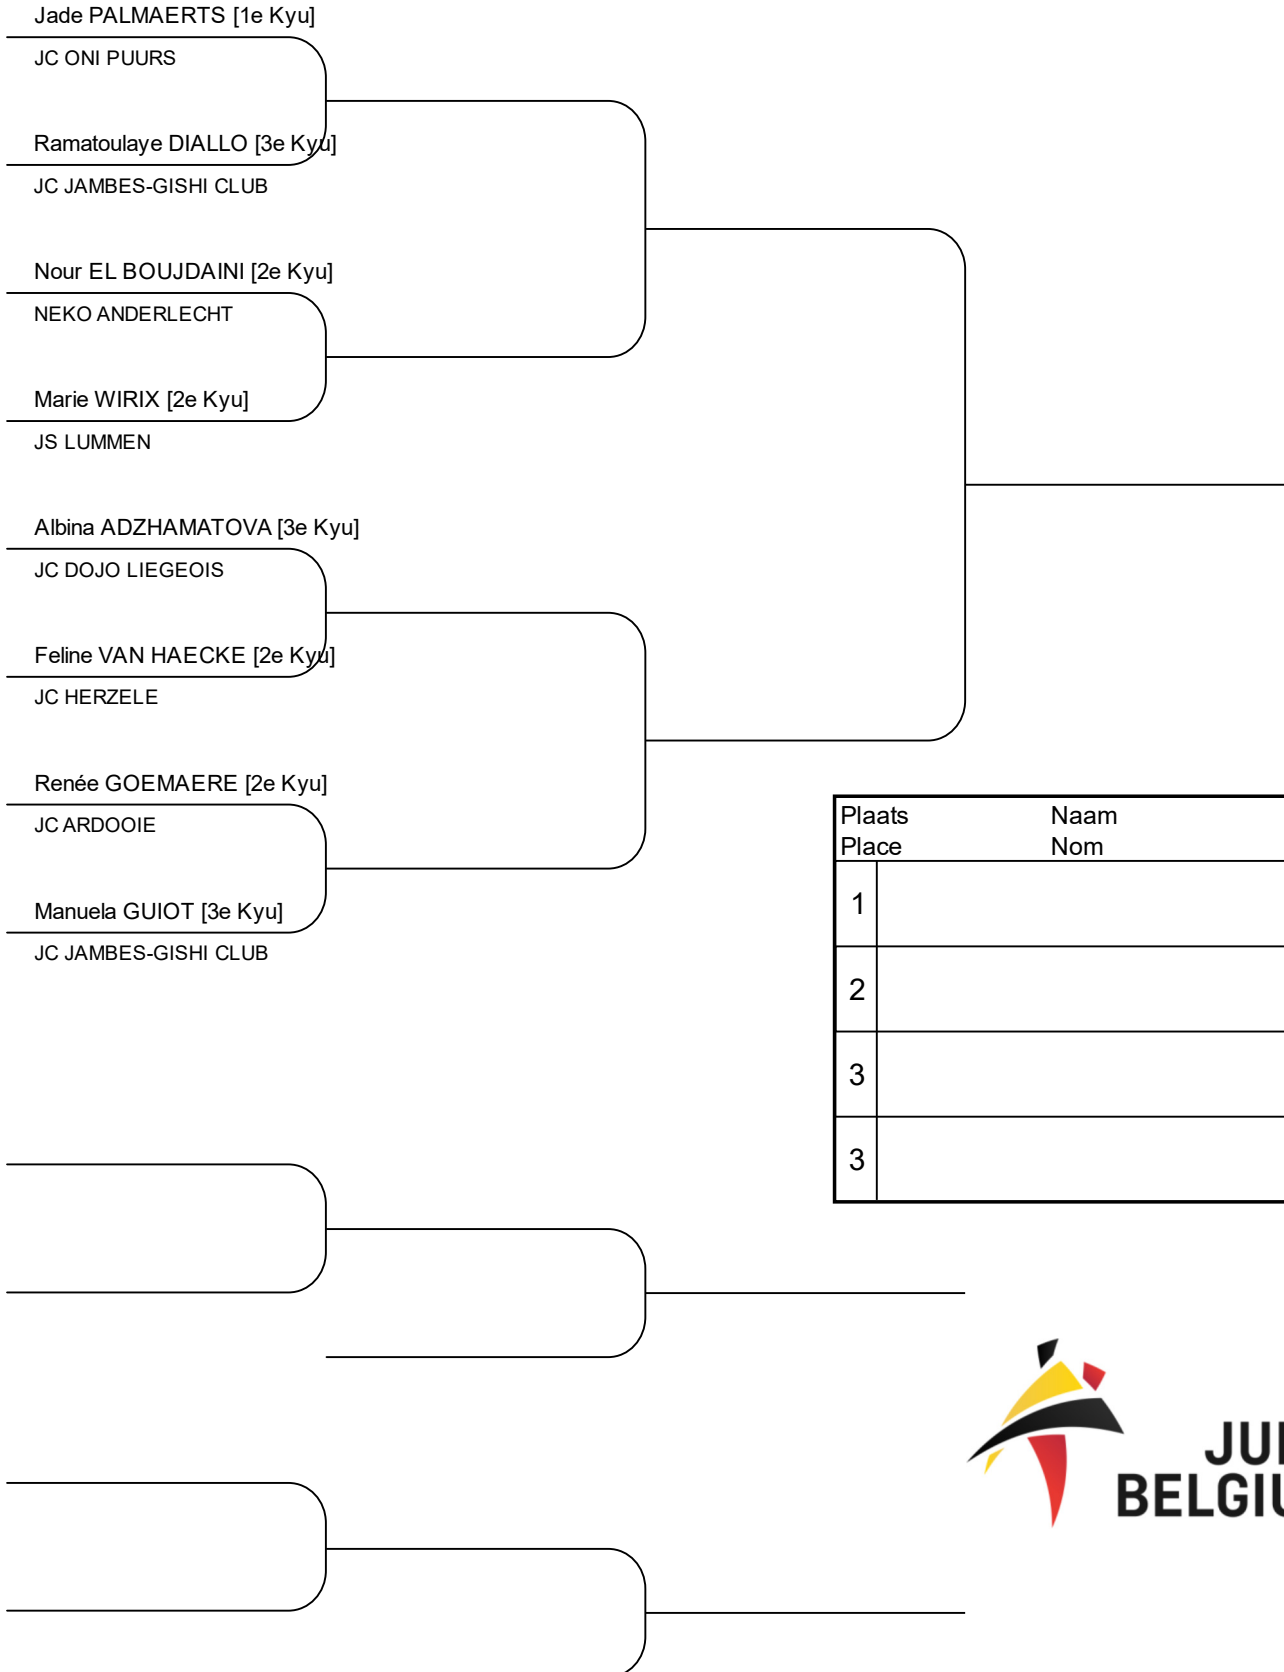 Jade PALMAERTS [1e Kyu]
JC ONI PUURS
Ramatoulaye DIALLO [3e Kyu]
JC JAMBES-GISHI CLUB
Nour EL BOUJDAINI [2e Kyu]
NEKO ANDERLECHT
Marie WIRIX [2e Kyu]
JS LUMMEN
Albina ADZHAMATOVA [3e Kyu]
JC DOJO LIEGEOIS
Feline VAN HAECKE [2e Kyu]
JC HERZELE
Renée GOEMAERE [2e Kyu]
JC ARDOOIE
Manuela GUIOT [3e Kyu]
JC JAMBES-GISHI CLUB
Plaats Naam
Place Nom
1
2
3
3